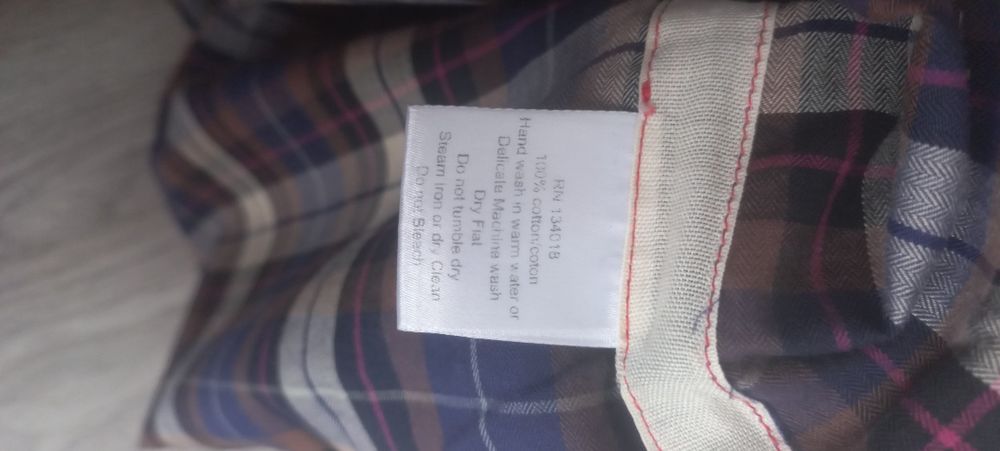 RN 134018
100% cotton/coton
Hand wash in warm water or
Delicate Machine wash
Dry Flat
Do not tumble dry
Steam iron or dry Clean
Do not Bleach